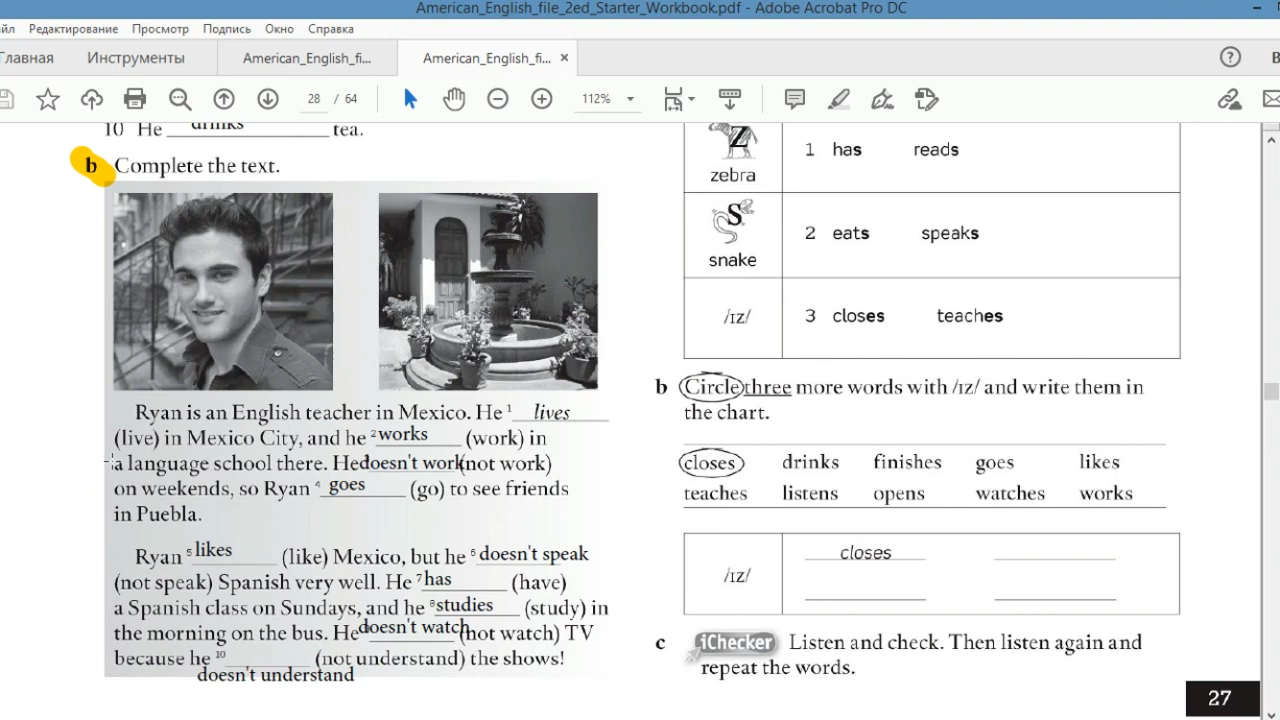 American_English_file_2ed_Starter_Workbook.pdf - Adobe Acrobat Pro DC
йл Редактирование Просмотр Подпись Окно Справка
Главная Инструменты American_English_fi... American_English_fi... ×
28 / 64 112%
10 He drinks tea.
b Complete the text.
Ryan is an English teacher in Mexico. He 1 lives
(live) in Mexico City, and he 2 works (work) in
a language school there. He doesn't work (not work)
on weekends, so Ryan 4 goes (go) to see friends
in Puebla.
Ryan 5 likes (like) Mexico, but he 6 doesn't speak
(not speak) Spanish very well. He 7 has (have)
a Spanish class on Sundays, and he 8 studies (study) in
the morning on the bus. He doesn't watch (not watch) TV
because he 10 (not understand) the shows!
doesn't understand
Z
zebra
1 has reads
S
snake
2 eats speaks
/ɪz/
3 closes teaches
b Circle three more words with /ɪz/ and write them in
the chart.
closes drinks finishes goes likes
teaches listens opens watches works
closes
/ɪz/
c iChecker Listen and check. Then listen again and
repeat the words.
27